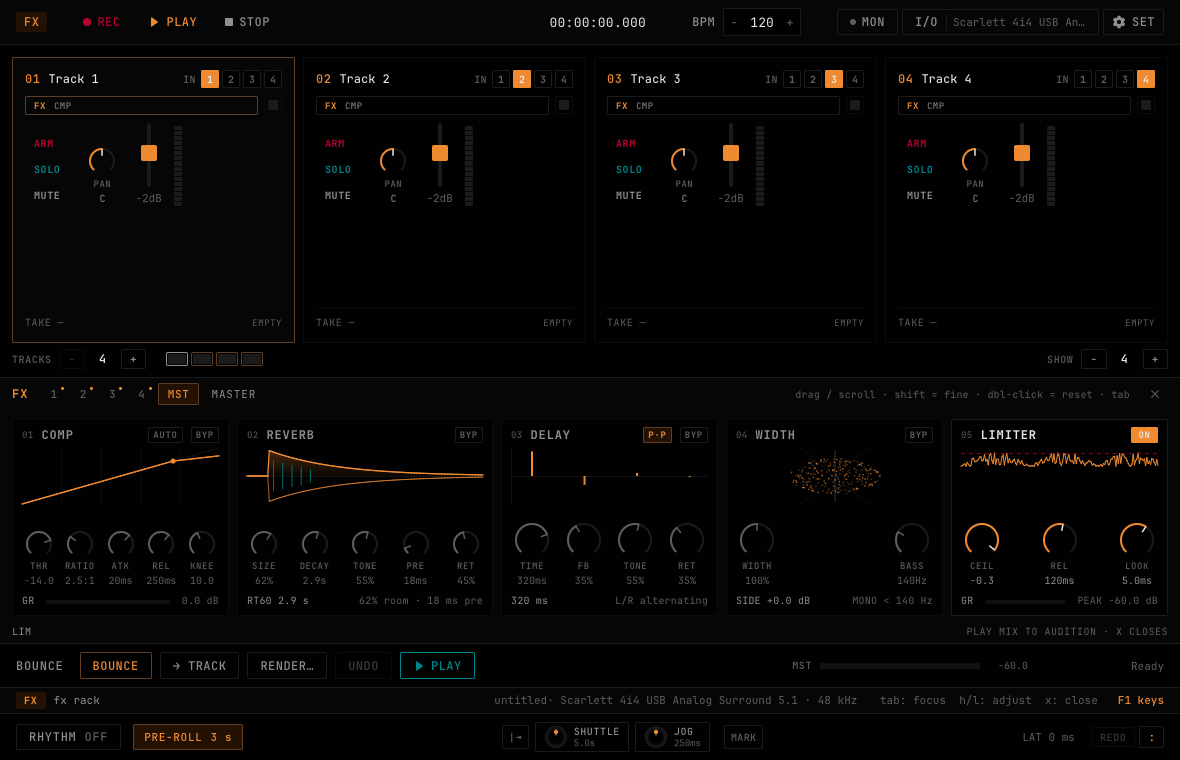 FX REC PLAY STOP 00:00:00.000 BPM - 120 + MON I/O Scarlett 4i4 USB An… SET
01 Track 1 IN 1 2 3 4 02 Track 2 IN 1 2 3 4 03 Track 3 IN 1 2 3 4 04 Track 4 IN 1 2 3 4
FX CMP FX CMP FX CMP FX CMP
ARM ARM ARM ARM
SOLO SOLO SOLO SOLO
PAN PAN PAN PAN
MUTE C -2dB MUTE C -2dB MUTE C -2dB MUTE C -2dB
TAKE — EMPTY TAKE — EMPTY TAKE — EMPTY TAKE — EMPTY
TRACKS - 4 + SHOW - 4 +
FX 1 2 3 4 MST MASTER drag / scroll · shift = fine · dbl-click = reset · tab ×
01 COMP AUTO BYP 02 REVERB BYP 03 DELAY P·P BYP 04 WIDTH BYP 05 LIMITER ON
THR RATIO ATK REL KNEE SIZE DECAY TONE PRE RET TIME FB TONE RET WIDTH BASS CEIL REL LOOK
-14.0 2.5:1 20ms 250ms 10.0 62% 2.9s 55% 18ms 45% 320ms 35% 55% 35% 100% 140Hz -0.3 120ms 5.0ms
GR 0.0 dB RT60 2.9 s 62% room · 18 ms pre 320 ms L/R alternating SIDE +0.0 dB MONO < 140 Hz GR PEAK -60.0 dB
LIM PLAY MIX TO AUDITION · X CLOSES
BOUNCE BOUNCE → TRACK RENDER… UNDO PLAY MST -60.0 Ready
FX fx rack untitled· Scarlett 4i4 USB Analog Surround 5.1 · 48 kHz tab: focus h/l: adjust x: close F1 keys
RHYTHM OFF PRE-ROLL 3 s |← SHUTTLE 5.0s JOG 250ms MARK LAT 0 ms REDO :